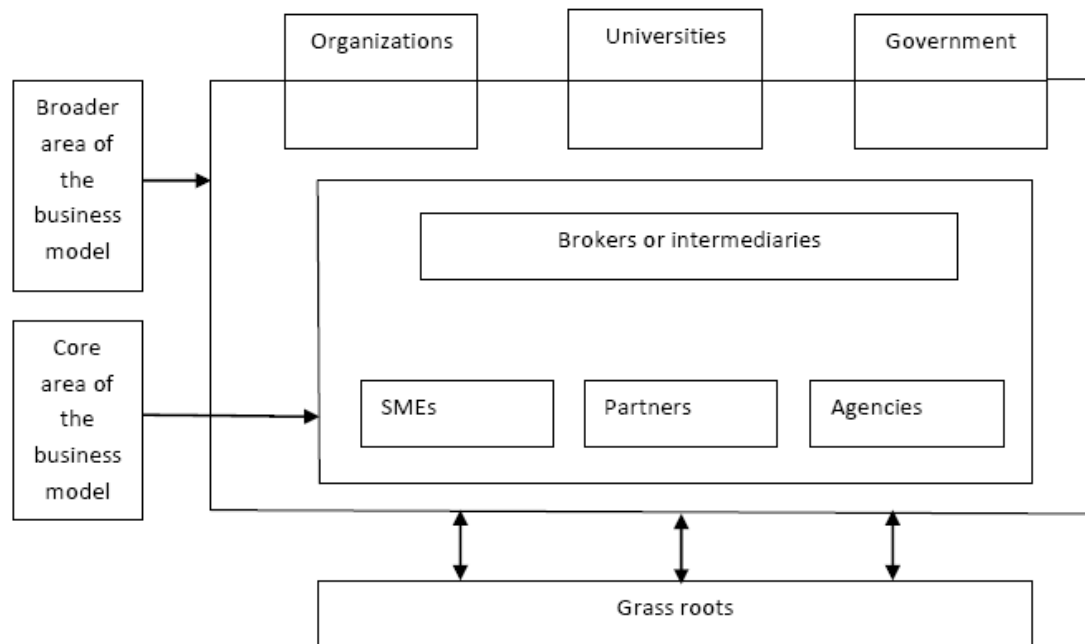 Organizations
Universities
Government
Broader
area of
the
business
model
Brokers or intermediaries
Core
area of
the
business
model
SMEs
Partners
Agencies
Grass roots